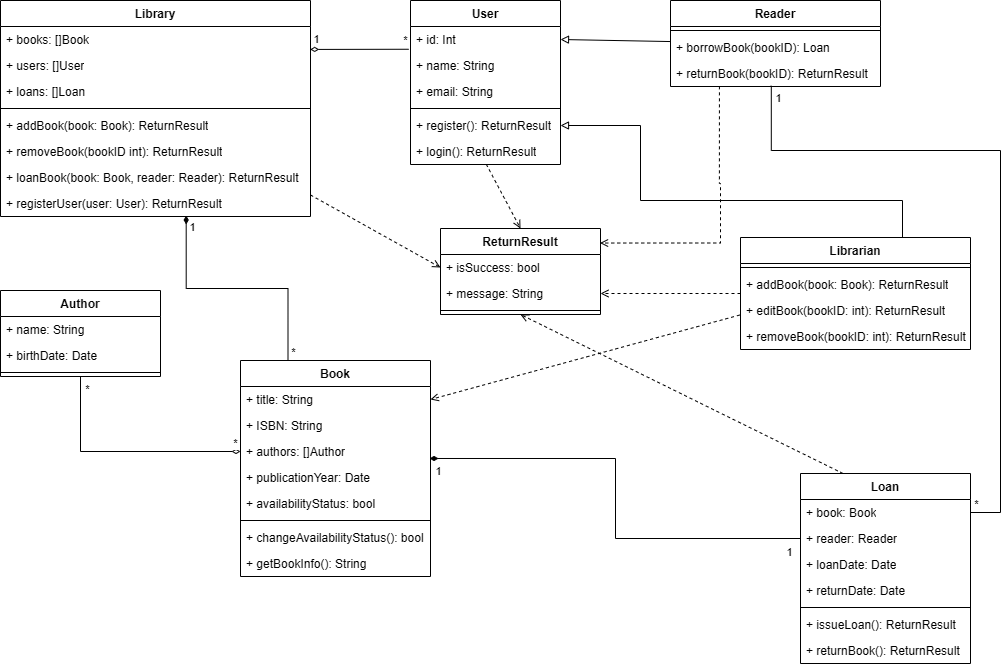 Library
+ books: []Book
+ users: []User
+ loans: []Loan
+ addBook(book: Book): ReturnResult
+ removeBook(bookID int): ReturnResult
+ loanBook(book: Book, reader: Reader): ReturnResult
+ registerUser(user: User): ReturnResult
1
*
User
+ id: Int
+ name: String
+ email: String
+ register(): ReturnResult
+ login(): ReturnResult
Reader
+ borrowBook(bookID): Loan
+ returnBook(bookID): ReturnResult
1
1
ReturnResult
+ isSuccess: bool
+ message: String
Librarian
+ addBook(book: Book): ReturnResult
+ editBook(bookID: int): ReturnResult
+ removeBook(bookID: int): ReturnResult
Author
+ name: String
+ birthDate: Date
*
*
*
Book
+ title: String
+ ISBN: String
+ authors: []Author
+ publicationYear: Date
+ availabilityStatus: bool
+ changeAvailabilityStatus(): bool
+ getBookInfo(): String
1
1
*
Loan
+ book: Book
+ reader: Reader
+ loanDate: Date
+ returnDate: Date
+ issueLoan(): ReturnResult
+ returnBook(): ReturnResult